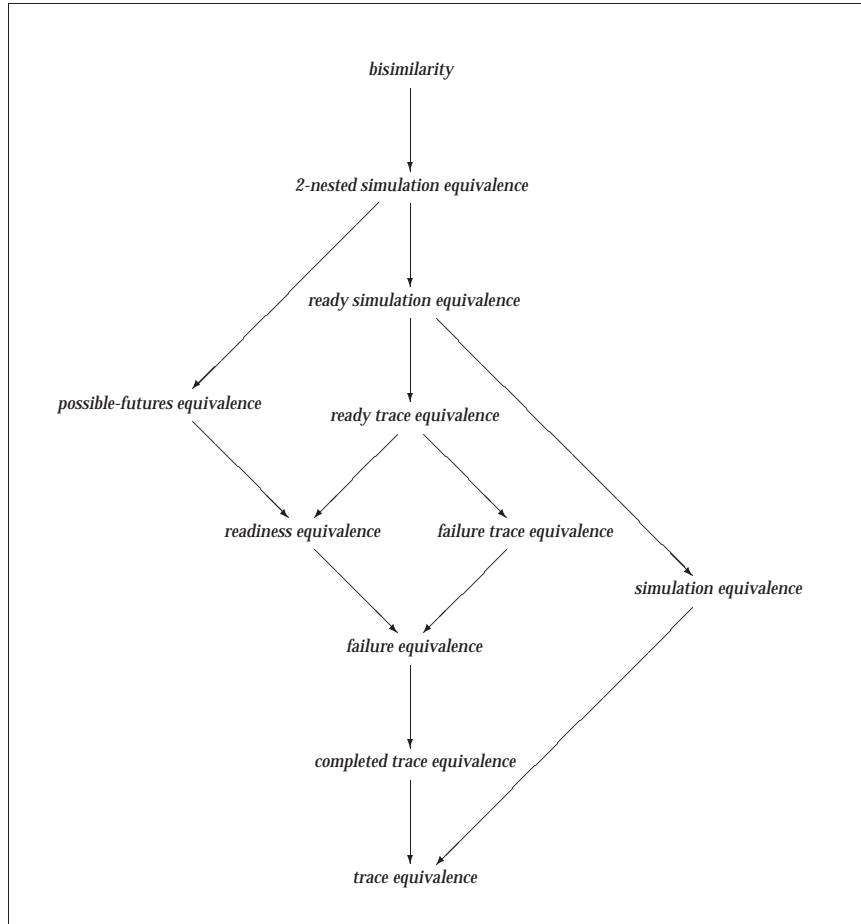 bisimilarity
2-nested simulation equivalence
ready simulation equivalence
possible-futures equivalence
ready trace equivalence
readiness equivalence
failure trace equivalence
simulation equivalence
failure equivalence
completed trace equivalence
trace equivalence